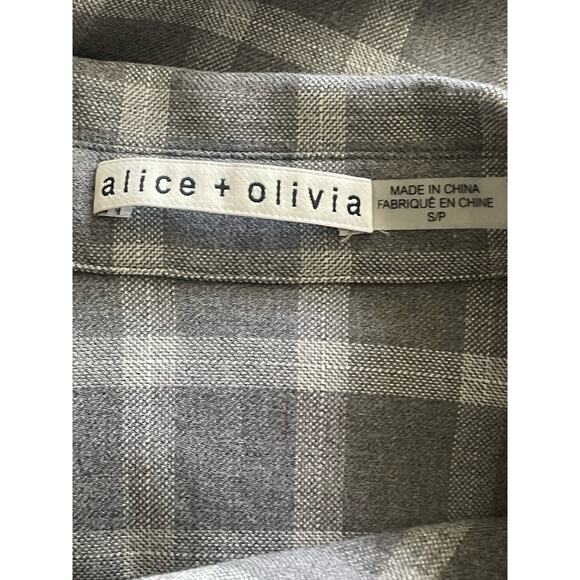 alice + olivia
MADE IN CHINA
FABRIQUÉ EN CHINE
S/P